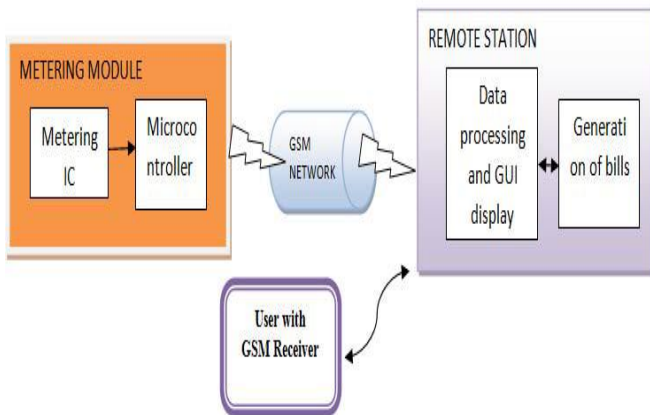 METERING MODULE
Metering
IC
Microco
ntroller
GSM
NETWORK
REMOTE STATION
Data
processing
and GUI
display
Generati
on of bills
User with
GSM Receiver